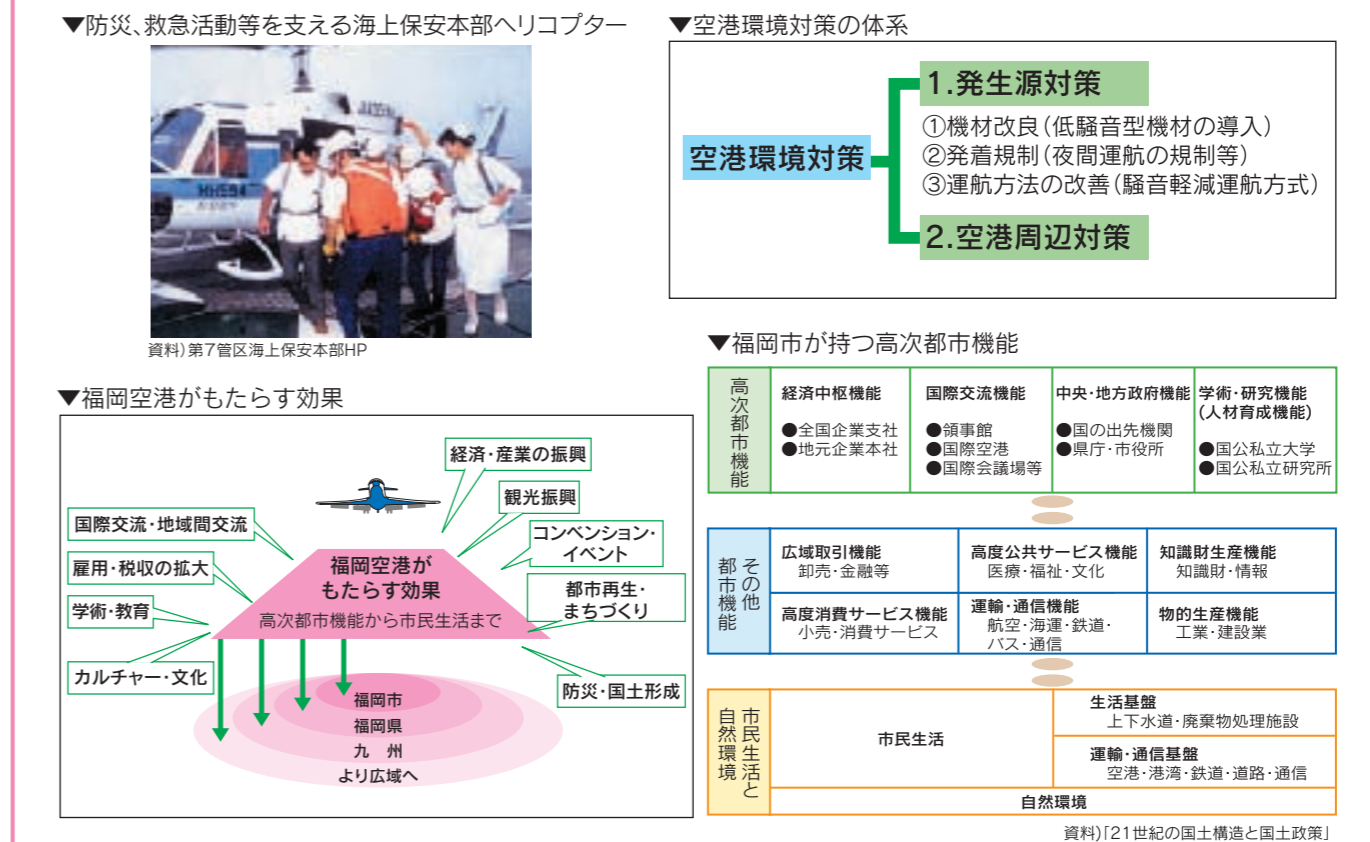 ▼防災、救急活動等を支える海上保安本部ヘリコプター
MH594
資料)第7管区海上保安本部HP
▼空港環境対策の体系
空港環境対策
1.発生源対策
①機材改良(低騒音型機材の導入)
②発着規制(夜間運航の規制等)
③運航方法の改善(騒音軽減運航方式)
2.空港周辺対策
▼福岡空港がもたらす効果
経済・産業の振興
観光振興
コンベンション・
イベント
都市再生・
まちづくり
防災・国土形成
国際交流・地域間交流
雇用・税収の拡大
学術・教育
カルチャー・文化
福岡空港が
もたらす効果
高次都市機能から市民生活まで
福岡市
福岡県
九 州
より広域へ
▼福岡市が持つ高次都市機能
高次都市機能
経済中枢機能
●全国企業支社
●地元企業本社
国際交流機能
●領事館
●国際空港
●国際会議場等
中央・地方政府機能
●国の出先機関
●県庁・市役所
学術・研究機能
(人材育成機能)
●国公私立大学
●国公私立研究所
その他
都市機能
広域取引機能
卸売・金融等
高度公共サービス機能
医療・福祉・文化
知識財生産機能
知識財・情報
高度消費サービス機能
小売・消費サービス
運輸・通信機能
航空・海運・鉄道・
バス・通信
物的生産機能
工業・建設業
市民生活と
自然環境
市民生活
生活基盤
上下水道・廃棄物処理施設
運輸・通信基盤
空港・港湾・鉄道・道路・通信
自然環境
資料)「21世紀の国土構造と国土政策」